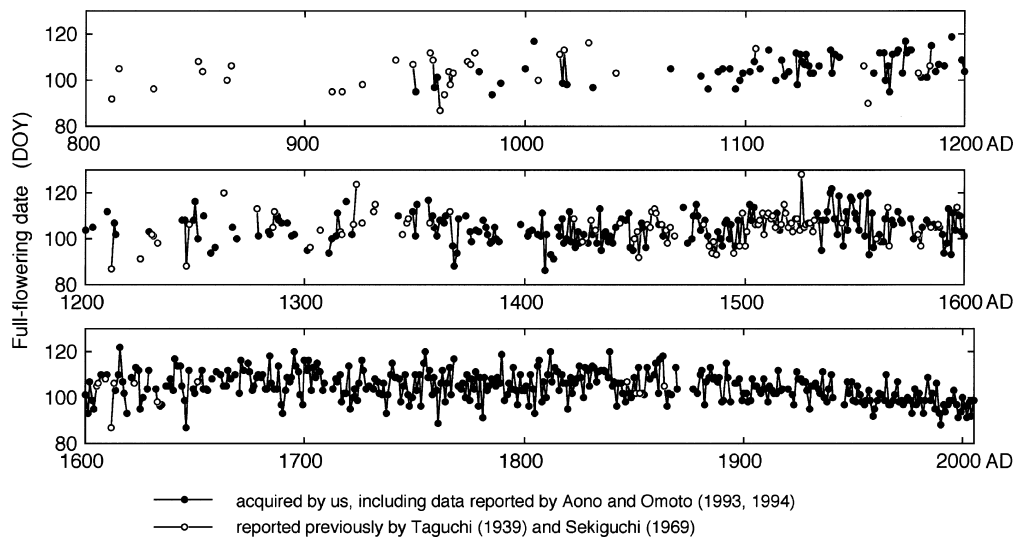 Full-flowering date (DOY)
120
100
80
800 900 1000 1100 1200 AD
120
100
80
1200 1300 1400 1500 1600 AD
120
100
80
1600 1700 1800 1900 2000 AD
acquired by us, including data reported by Aono and Omoto (1993, 1994)
reported previously by Taguchi (1939) and Sekiguchi (1969)